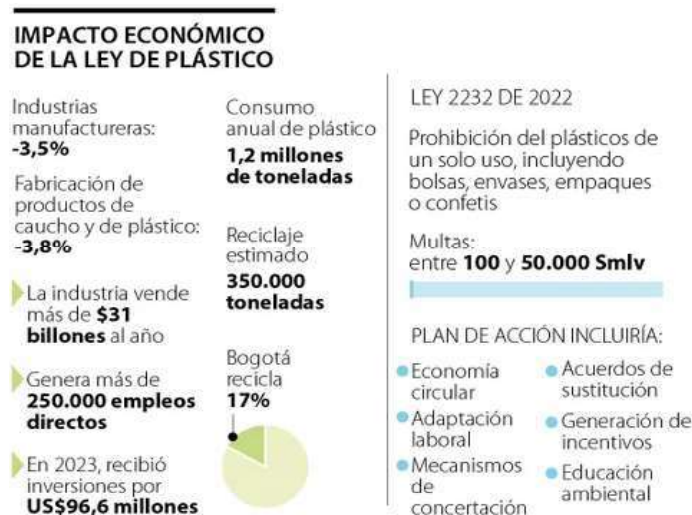 IMPACTO ECONÓMICO
DE LA LEY DE PLÁSTICO
Industrias
manufactureras:
-3,5%
Fabricación de
productos de
caucho y de plástico:
-3,8%
La industria vende
más de $31
billones al año
Genera más de
250.000 empleos
directos
En 2023, recibió
inversiones por
US$96,6 millones
Consumo
anual de plástico
1,2 millones
de toneladas
Reciclaje
estimado
350.000
toneladas
Bogotá
recicla
17%
LEY 2232 DE 2022
Prohibición del plásticos de
un solo uso, incluyendo
bolsas, envases, empaques
o confetis
Multas:
entre 100 y 50.000 Smlv
PLAN DE ACCIÓN INCLUIRÍA:
Economía
circular
Adaptación
laboral
Mecanismos
de
concertación
Acuerdos de
sustitución
Generación de
incentivos
Educación
ambiental